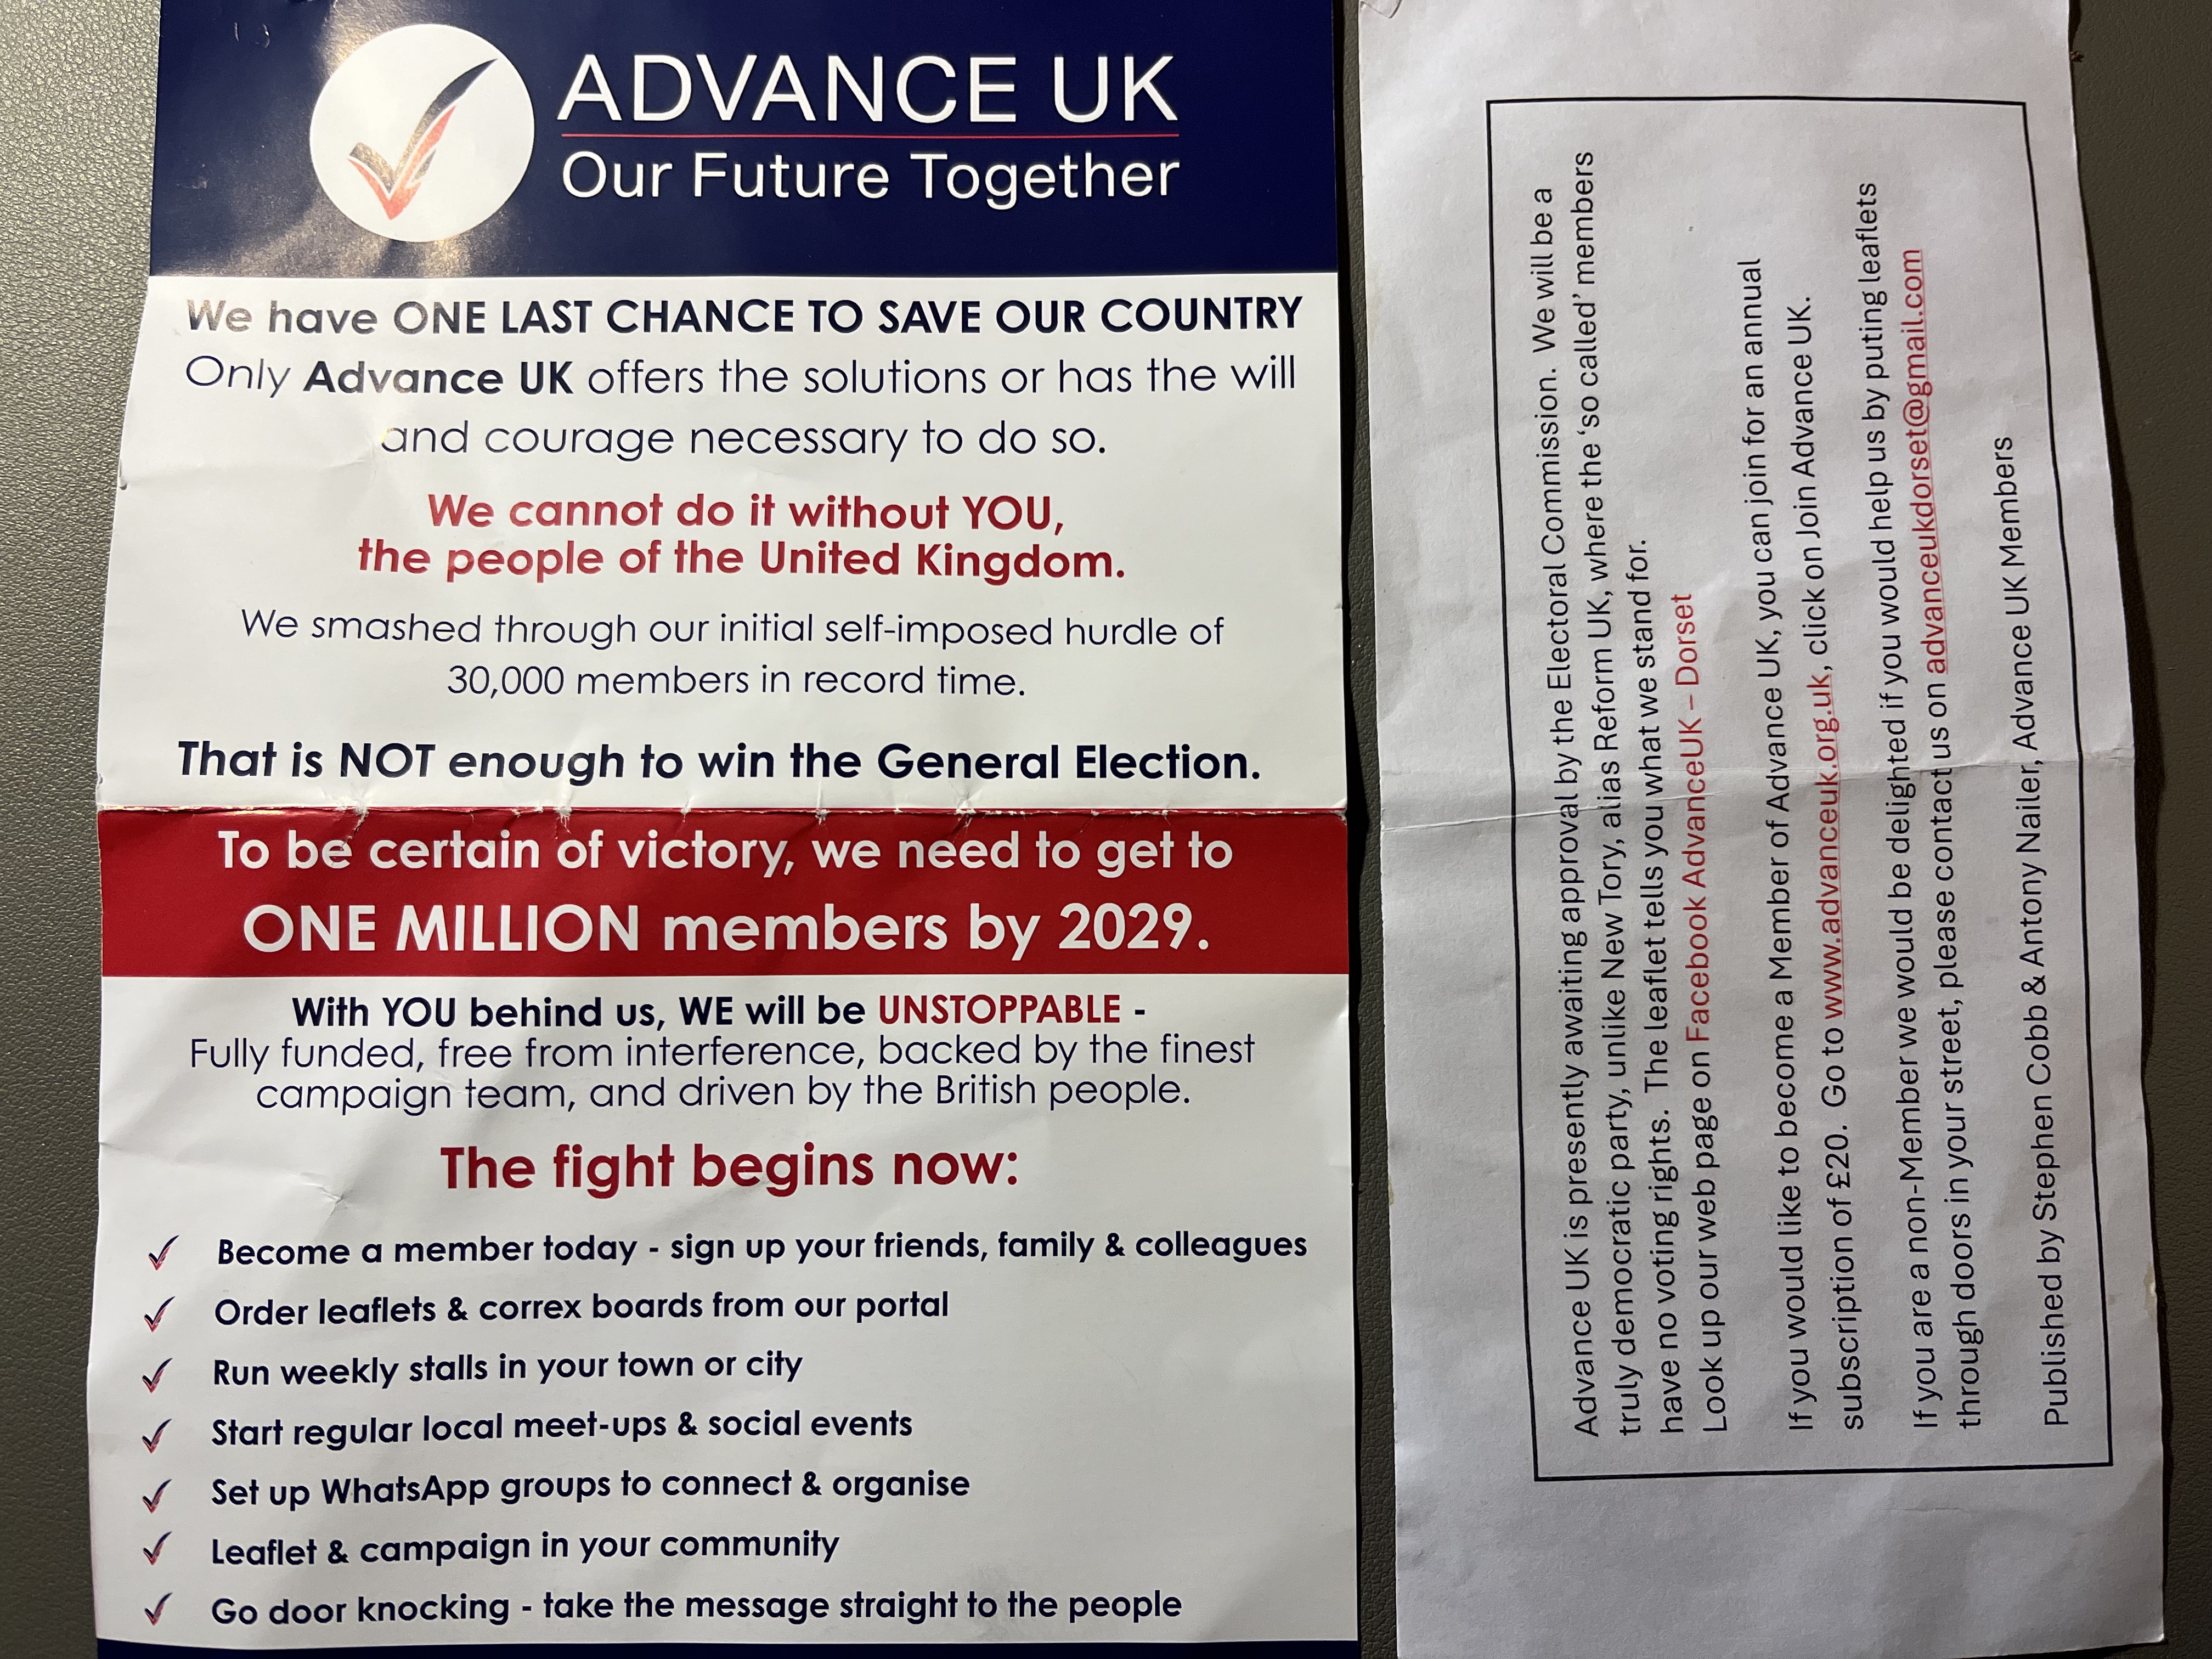 ADVANCE UK
Our Future Together
We have ONE LAST CHANCE TO SAVE OUR COUNTRY
Only Advance UK offers the solutions or has the will
and courage necessary to do so.
We cannot do it without YOU,
the people of the United Kingdom.
We smashed through our initial self-imposed hurdle of
30,000 members in record time.
That is NOT enough to win the General Election.
To be certain of victory, we need to get to
ONE MILLION members by 2029.
With YOU behind us, WE will be UNSTOPPABLE -
Fully funded, free from interference, backed by the finest
campaign team, and driven by the British people.
The fight begins now:
Become a member today - sign up your friends, family & colleagues
Order leaflets & correx boards from our portal
Run weekly stalls in your town or city
Start regular local meet-ups & social events
Set up WhatsApp groups to connect & organise
Leaflet & campaign in your community
Go door knocking - take the message straight to the people
Advance UK is presently awaiting approval by the Electoral Commission. We will be a
truly democratic party, unlike New Tory, alias Reform UK, where the ‘so called’ members
have no voting rights. The leaflet tells you what we stand for.
Look up our web page on Facebook AdvanceUK – Dorset
If you would like to become a Member of Advance UK, you can join for an annual
subscription of £20. Go to www.advanceuk.org.uk, click on Join Advance UK.
If you are a non-Member we would be delighted if you would help us by puting leaflets
through doors in your street, please contact us on advanceukdorset@gmail.com
Published by Stephen Cobb & Antony Nailer, Advance UK Members